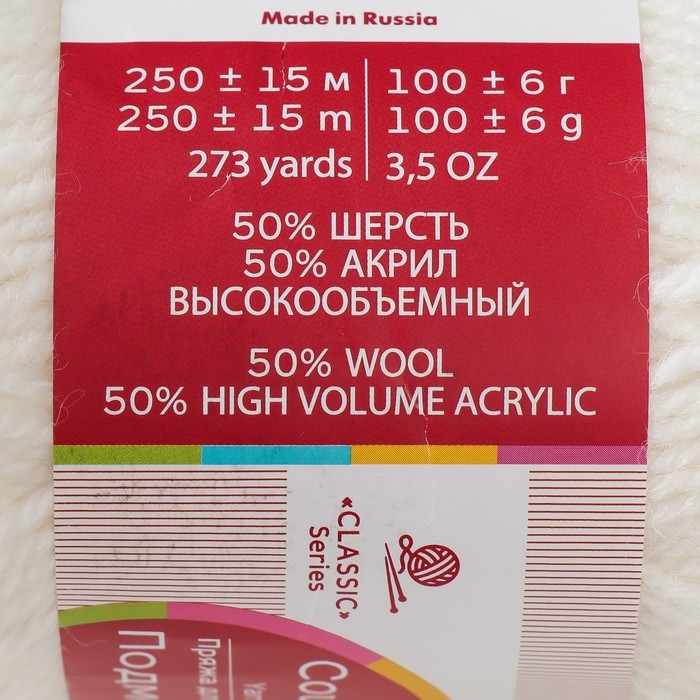 Made in Russia
250 ± 15 м 100 ± 6 г
250 ± 15 m 100 ± 6 g
273 yards 3,5 OZ
50% ШЕРСТЬ
50% АКРИЛ
ВЫСОКООБЪЕМНЫЙ
50% WOOL
50% HIGH VOLUME ACRYLIC
«CLASSIC»
Series
Пряжа